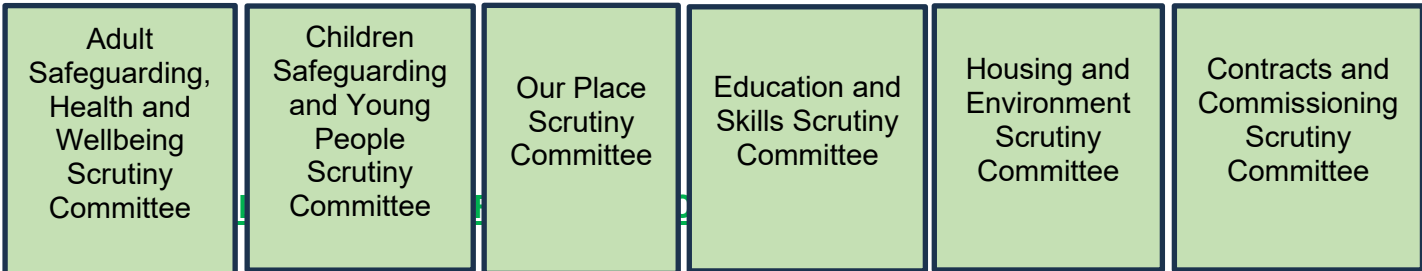 Adult
Safeguarding,
Health and
Wellbeing
Scrutiny
Committee
Children
Safeguarding
and Young
People
Scrutiny
Committee
Our Place
Scrutiny
Committee
Education and
Skills Scrutiny
Committee
Housing and
Environment
Scrutiny
Committee
Contracts and
Commissioning
Scrutiny
Committee